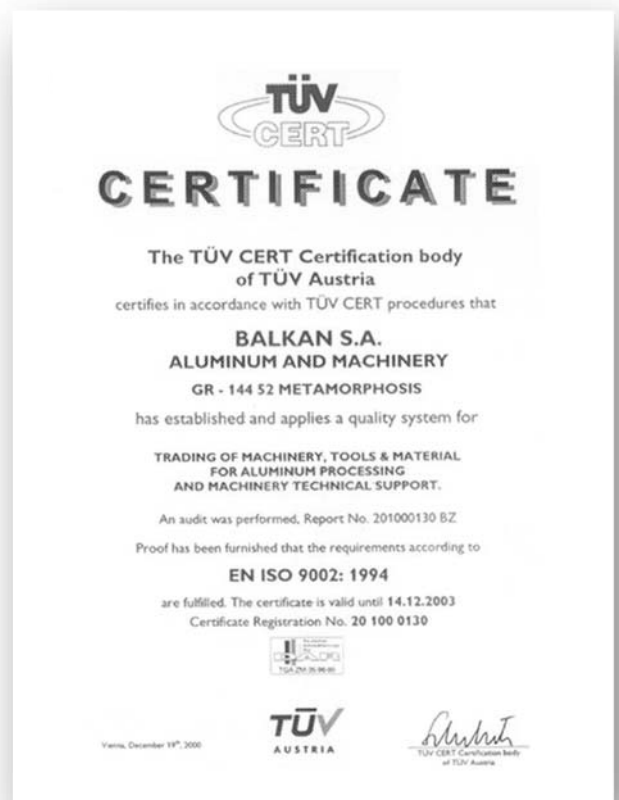 TÜV
CERT
CERTIFICATE
The TÜV CERT Certification body
of TÜV Austria
certifies in accordance with TÜV CERT procedures that
BALKAN S.A.
ALUMINUM AND MACHINERY
GR - 144 52 METAMORPHOSIS
has established and applies a quality system for
TRADING OF MACHINERY, TOOLS & MATERIAL
FOR ALUMINUM PROCESSING
AND MACHINERY TECHNICAL SUPPORT.
An audit was performed, Report No. 201000130 BZ
Proof has been furnished that the requirements according to
EN ISO 9002: 1994
are fulfilled. The certificate is valid until 14.12.2003
Certificate Registration No. 20 100 0130
TÜV
AUSTRIA
Vienna, December 19th, 2000
TÜV CERT Certification body
of TÜV Austria